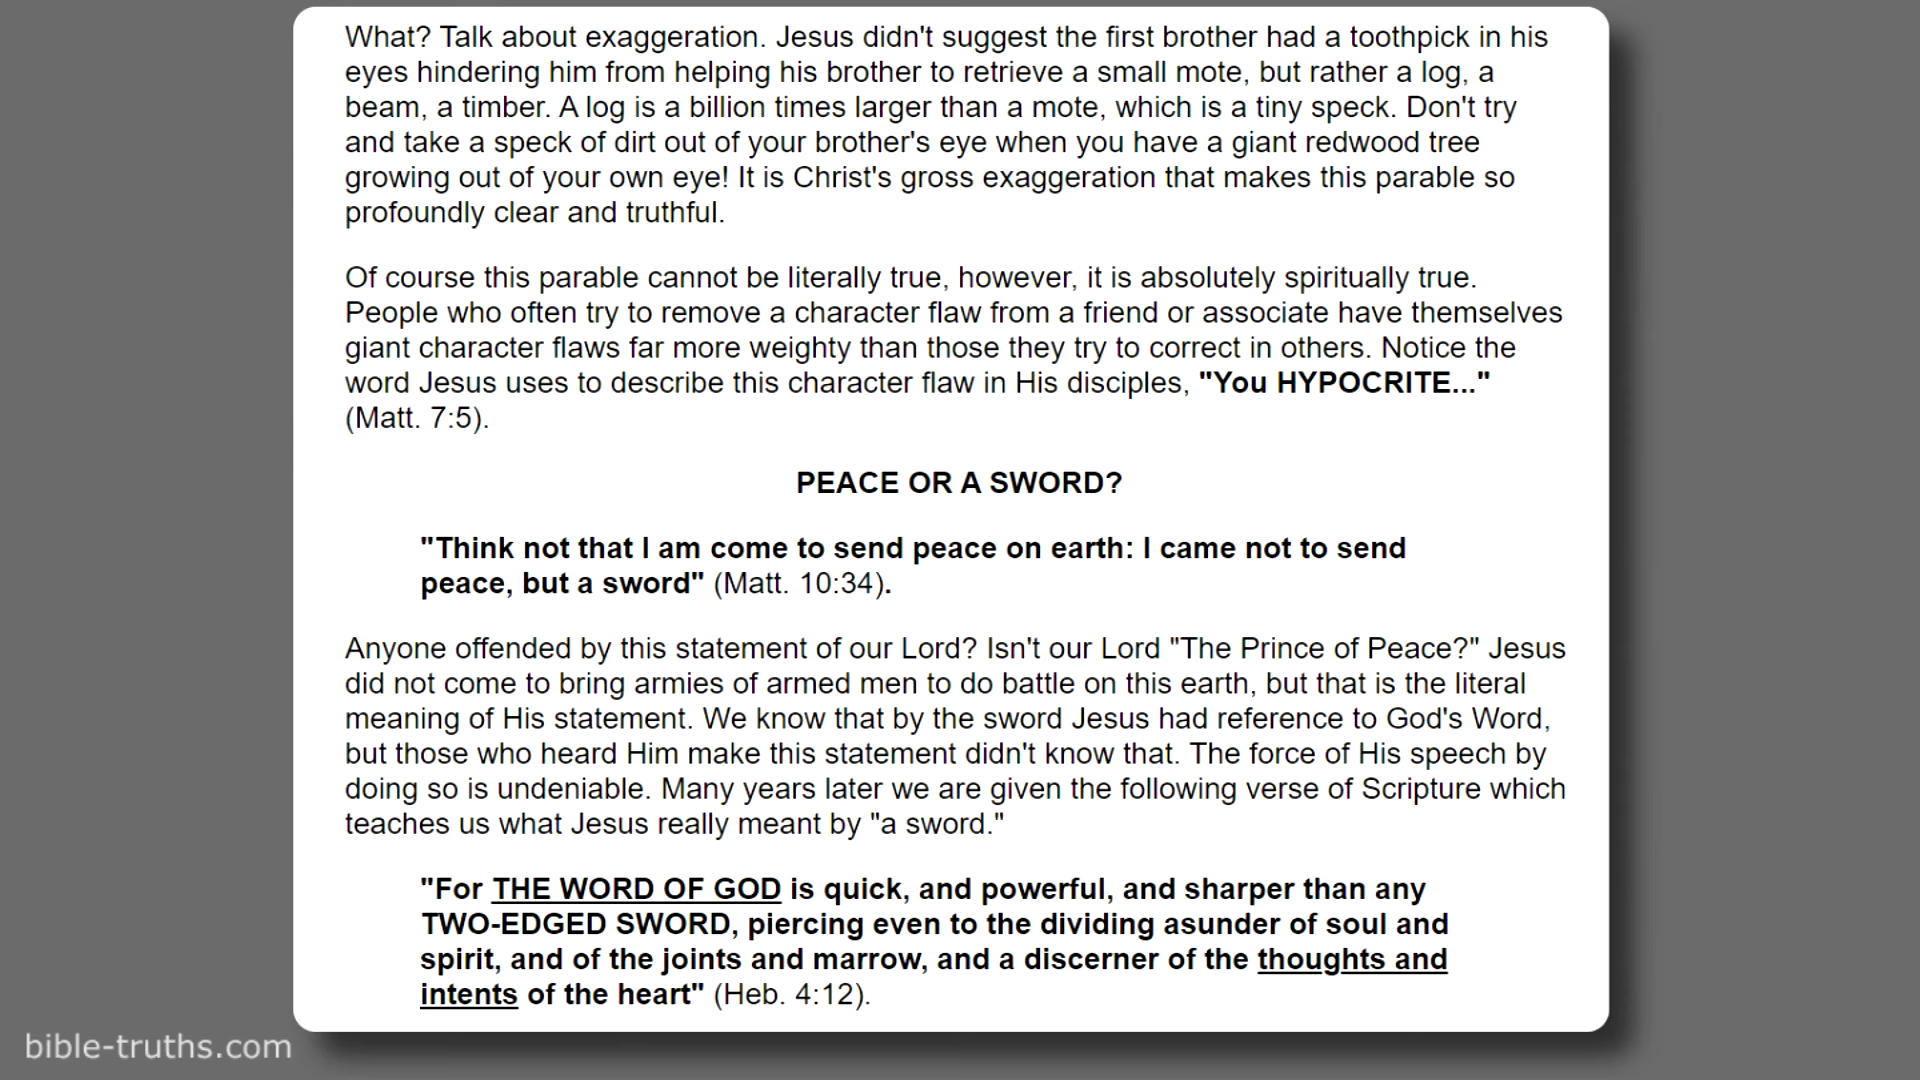 What? Talk about exaggeration. Jesus didn't suggest the first brother had a toothpick in his
eyes hindering him from helping his brother to retrieve a small mote, but rather a log, a
beam, a timber. A log is a billion times larger than a mote, which is a tiny speck. Don't try
and take a speck of dirt out of your brother's eye when you have a giant redwood tree
growing out of your own eye! It is Christ's gross exaggeration that makes this parable so
profoundly clear and truthful.
Of course this parable cannot be literally true, however, it is absolutely spiritually true.
People who often try to remove a character flaw from a friend or associate have themselves
giant character flaws far more weighty than those they try to correct in others. Notice the
word Jesus uses to describe this character flaw in His disciples, "You HYPOCRITE..."
(Matt. 7:5).
PEACE OR A SWORD?
"Think not that I am come to send peace on earth: I came not to send
peace, but a sword" (Matt. 10:34).
Anyone offended by this statement of our Lord? Isn't our Lord "The Prince of Peace?" Jesus
did not come to bring armies of armed men to do battle on this earth, but that is the literal
meaning of His statement. We know that by the sword Jesus had reference to God's Word,
but those who heard Him make this statement didn't know that. The force of His speech by
doing so is undeniable. Many years later we are given the following verse of Scripture which
teaches us what Jesus really meant by "a sword."
"For THE WORD OF GOD is quick, and powerful, and sharper than any
TWO-EDGED SWORD, piercing even to the dividing asunder of soul and
spirit, and of the joints and marrow, and a discerner of the thoughts and
intents of the heart" (Heb. 4:12).
bible-truths.com